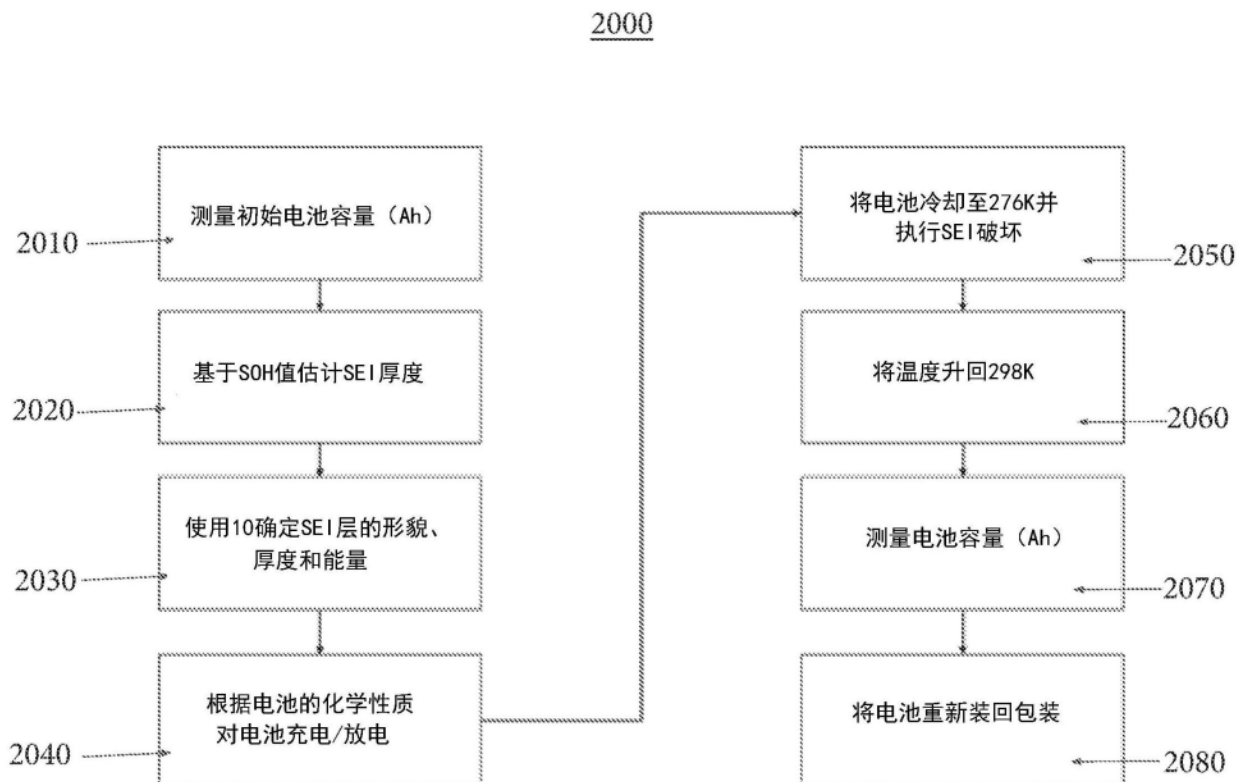 2000
测量初始电池容量（Ah）
2010
基于SOH值估计SEI厚度
2020
使用10确定SEI层的形貌、
厚度和能量
2030
根据电池的化学性质
对电池充电/放电
2040
将电池冷却至276K并
执行SEI破坏
2050
将温度升回298K
2060
测量电池容量（Ah）
2070
将电池重新装回包装
2080